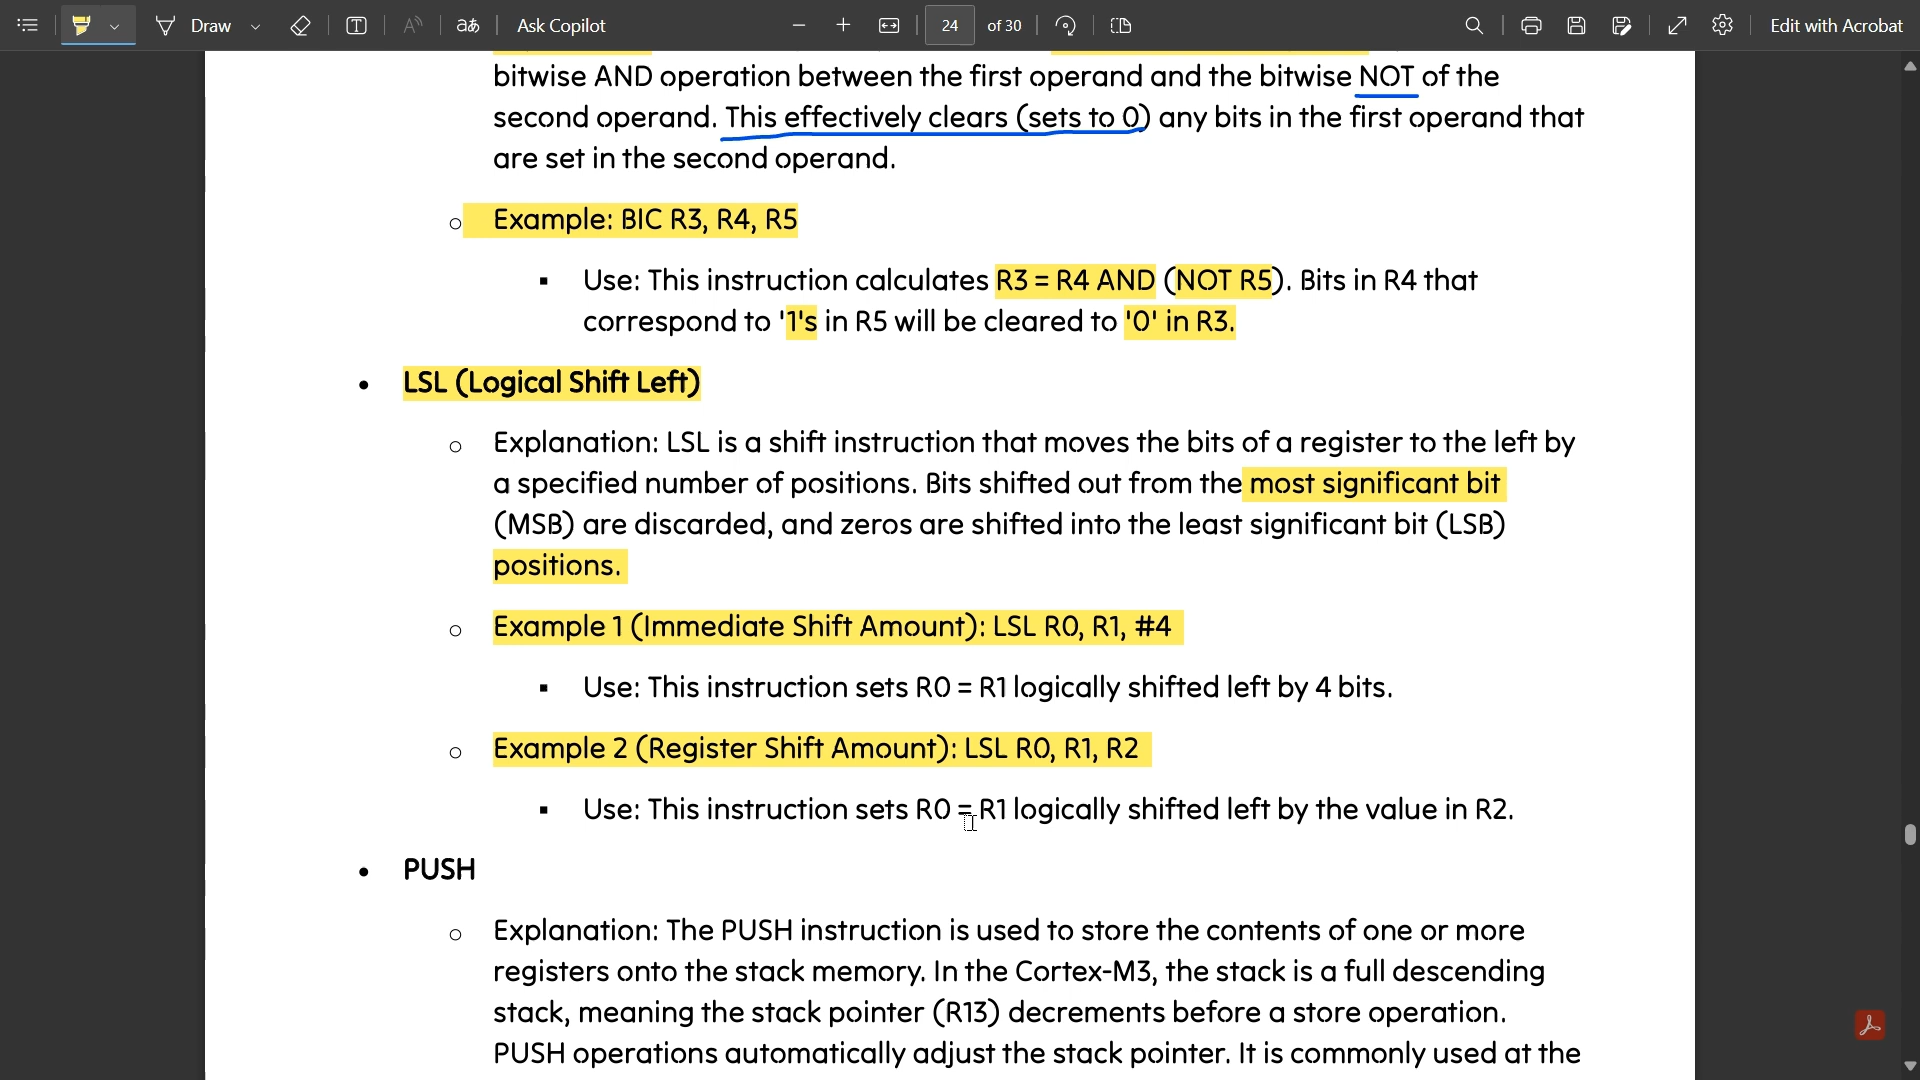 Draw
A
aあ
Ask Copilot
24
of 30
Edit with Acrobat
bitwise AND operation between the first operand and the bitwise NOT of the
second operand. This effectively clears (sets to 0) any bits in the first operand that
are set in the second operand.
○ Example: BIC R3, R4, R5
▪ Use: This instruction calculates R3 = R4 AND (NOT R5). Bits in R4 that
correspond to '1's in R5 will be cleared to '0' in R3.
• LSL (Logical Shift Left)
○ Explanation: LSL is a shift instruction that moves the bits of a register to the left by
a specified number of positions. Bits shifted out from the most significant bit
(MSB) are discarded, and zeros are shifted into the least significant bit (LSB)
positions.
○ Example 1 (Immediate Shift Amount): LSL R0, R1, #4
▪ Use: This instruction sets R0 = R1 logically shifted left by 4 bits.
○ Example 2 (Register Shift Amount): LSL R0, R1, R2
▪ Use: This instruction sets R0 = R1 logically shifted left by the value in R2.
• PUSH
○ Explanation: The PUSH instruction is used to store the contents of one or more
registers onto the stack memory. In the Cortex-M3, the stack is a full descending
stack, meaning the stack pointer (R13) decrements before a store operation.
PUSH operations automatically adjust the stack pointer. It is commonly used at the